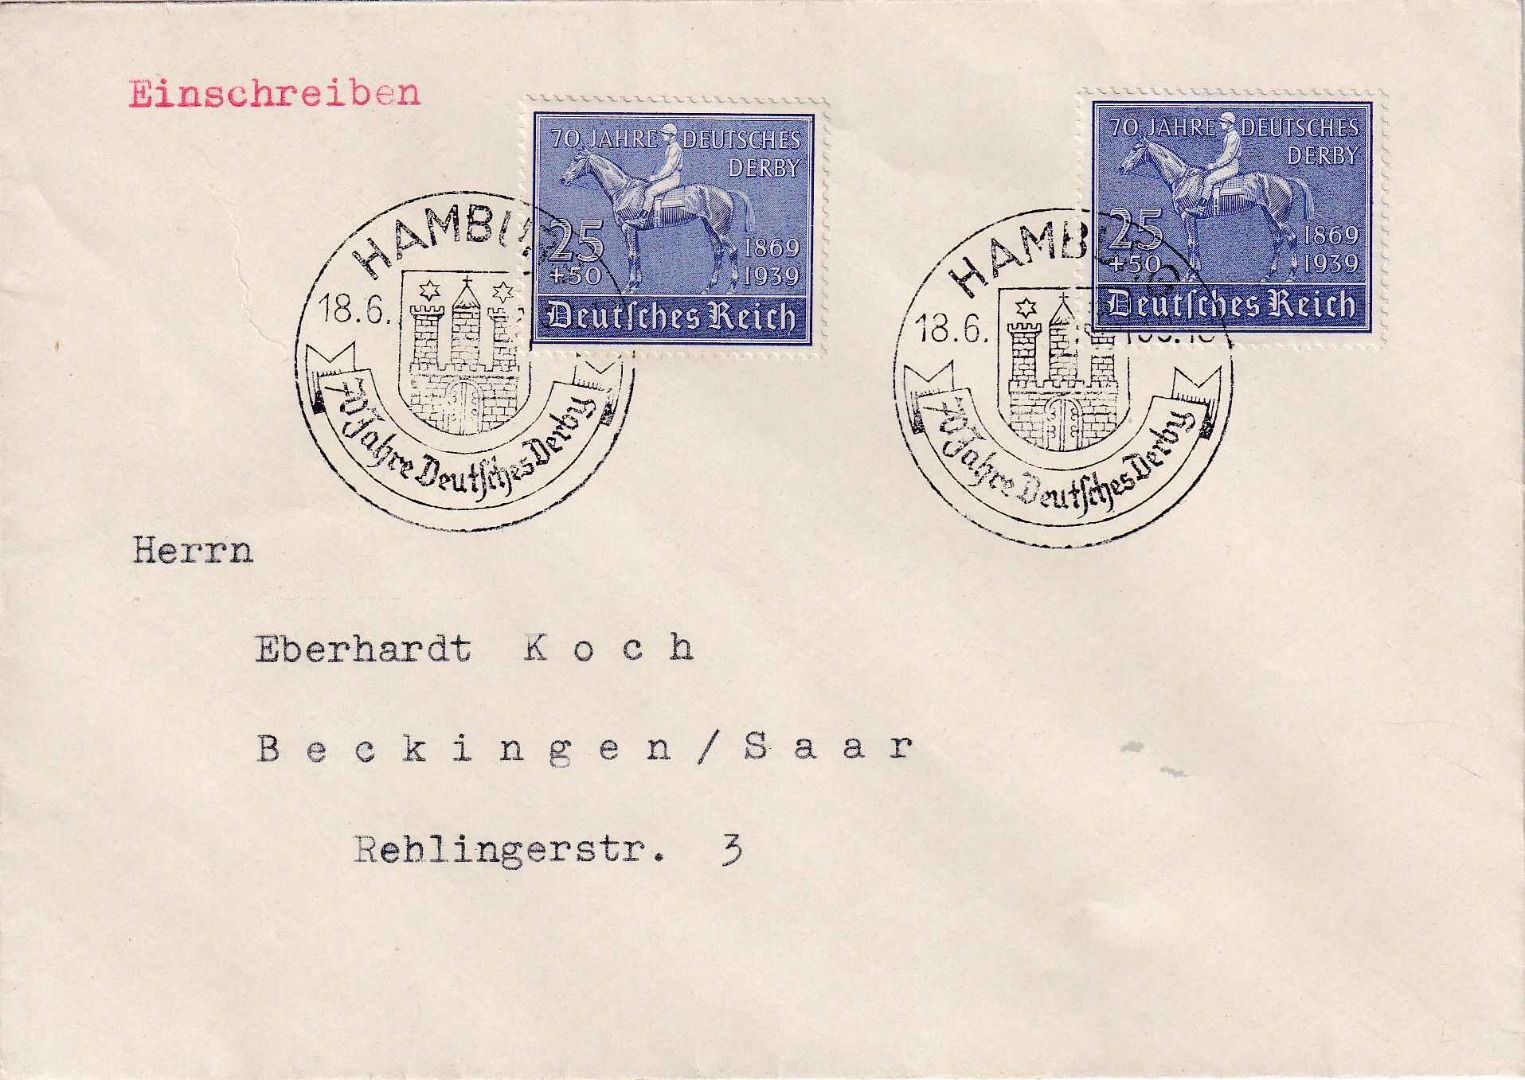 Einschreiben
70 JAHRE DEUTSCHES
DERBY
25
+50
1869
1939
Deutsches Reich
70 JAHRE DEUTSCHES
DERBY
25
+50
1869
1939
Deutsches Reich
HAMBURG
18.6.
70 Jahre Deutsches Derby
HAMBURG
18.6.
70 Jahre Deutsches Derby
Herrn
Eberhardt Koch
Beckingen/Saar
Rehlingerstr. 3